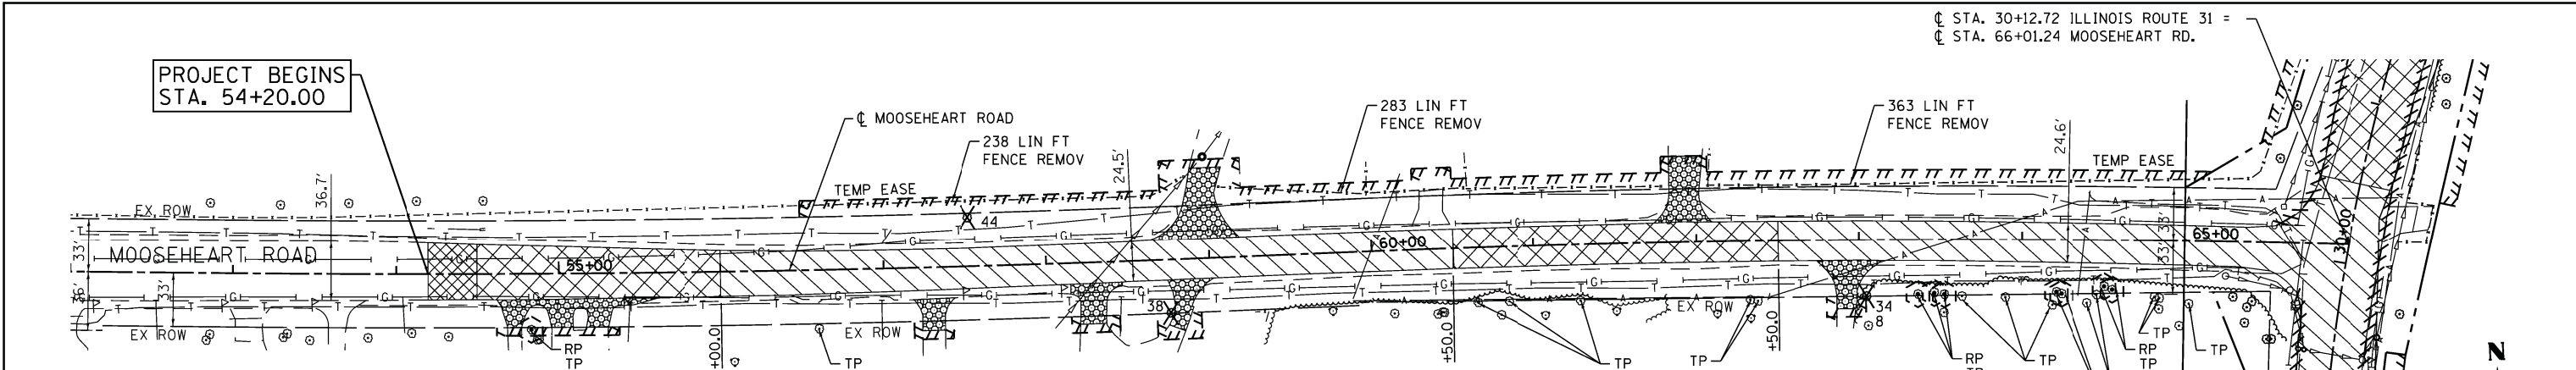 ℄ STA. 30+12.72 ILLINOIS ROUTE 31 =
℄ STA. 66+01.24 MOOSEHEART RD.
PROJECT BEGINS
STA. 54+20.00
℄ MOOSEHEART ROAD
238 LIN FT
FENCE REMOV
283 LIN FT
FENCE REMOV
363 LIN FT
FENCE REMOV
36.7'
24.5'
24.6'
TEMP EASE
TEMP EASE
EX ROW
44
MOOSEHEART ROAD
33'
33'
55+00
60+00
65+00
30+00
33'
33'
38
34
8
EX ROW
EX ROW
EX ROW
+00.0
+50.0
+50.0
RP
TP
TP
TP
TP
RP
TP
TP
RP
TP
TP
TP
N